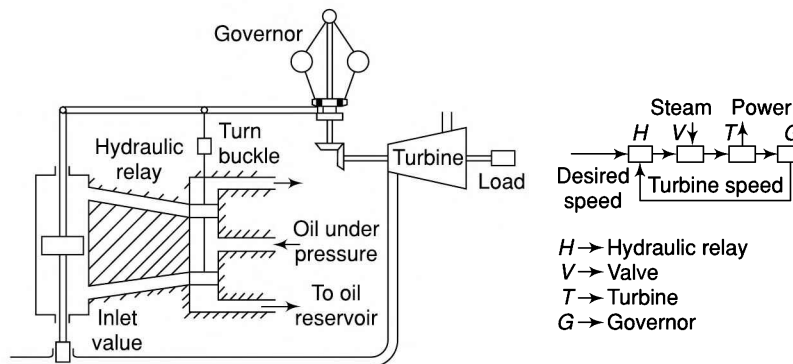 Governor
Turn
buckle
Hydraulic
relay
Turbine
Load
Oil under
pressure
To oil
reservoir
Inlet
value
Steam
Power
H
V
T
Desired
speed
Turbine speed
H → Hydraulic relay
V → Valve
T → Turbine
G → Governor